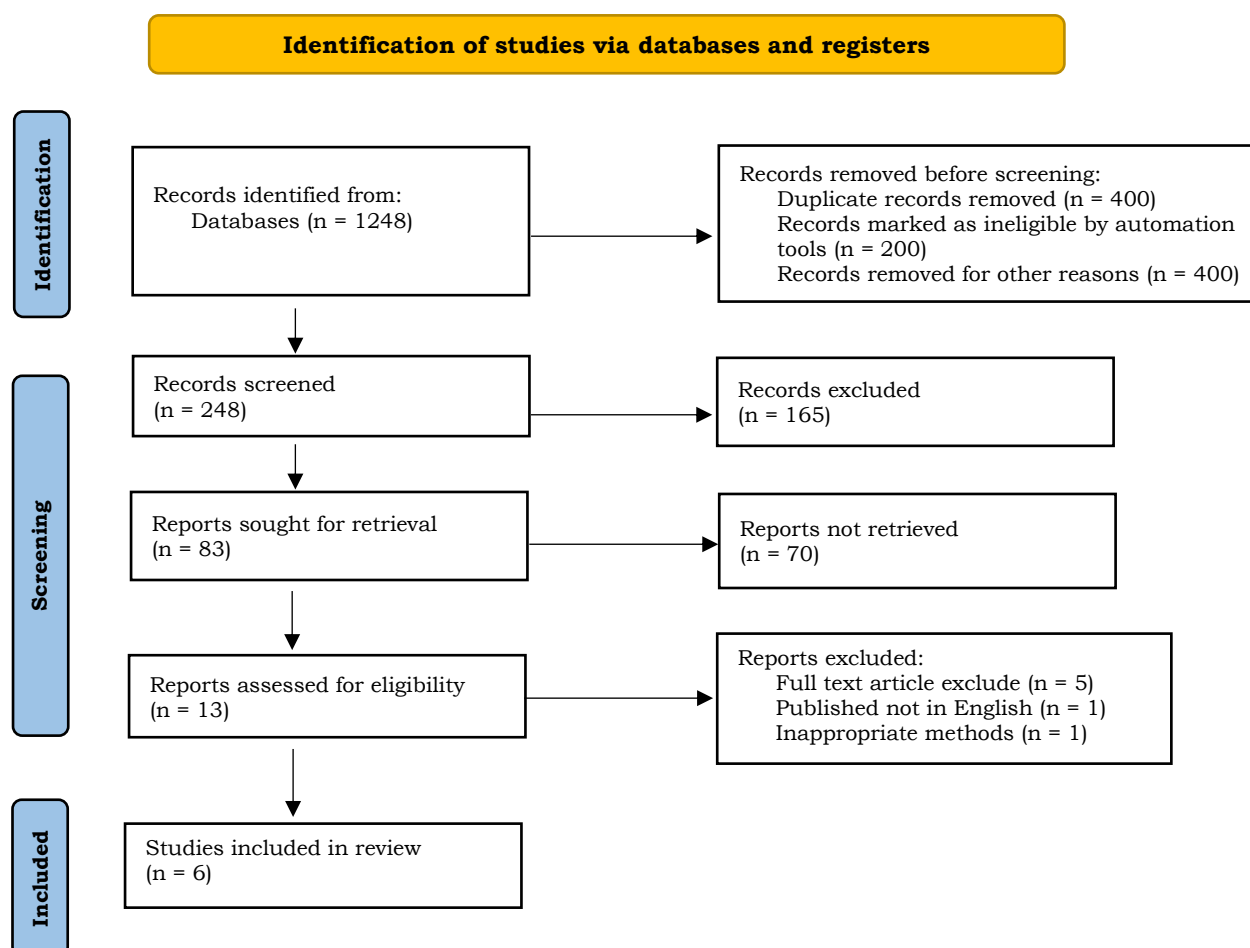 Identification of studies via databases and registers
Identification
Records identified from:
Databases (n = 1248)
Records removed before screening:
Duplicate records removed (n = 400)
Records marked as ineligible by automation
tools (n = 200)
Records removed for other reasons (n = 400)
Screening
Records screened
(n = 248)
Records excluded
(n = 165)
Reports sought for retrieval
(n = 83)
Reports not retrieved
(n = 70)
Reports assessed for eligibility
(n = 13)
Reports excluded:
Full text article exclude (n = 5)
Published not in English (n = 1)
Inappropriate methods (n = 1)
Included
Studies included in review
(n = 6)